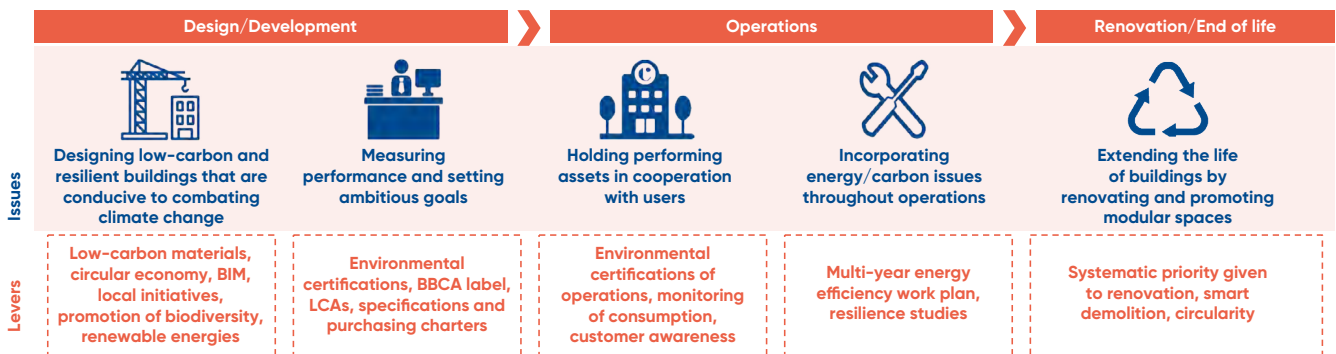 Design/Development
Operations
Renovation/End of life
Issues
Designing low-carbon and
resilient buildings that are
conducive to combating
climate change
Measuring
performance and setting
ambitious goals
C
Holding performing
assets in cooperation
with users
Incorporating
energy/carbon issues
throughout operations
Extending the life
of buildings by
renovating and promoting
modular spaces
Levers
Low-carbon materials,
circular economy, BIM,
local initiatives,
promotion of biodiversity,
renewable energies
Environmental
certifications, BBCA label,
LCAs, specifications and
purchasing charters
Environmental
certifications of
operations, monitoring
of consumption,
customer awareness
Multi-year energy
efficiency work plan,
resilience studies
Systematic priority given
to renovation, smart
demolition, circularity